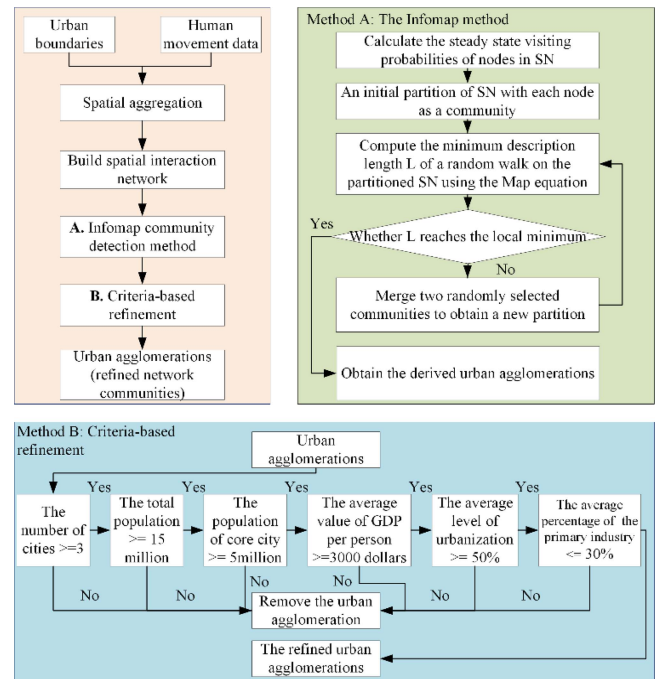 Urban
boundaries
Human
movement data
Spatial aggregation
Build spatial interaction
network
A. Infomap community
detection method
B. Criteria-based
refinement
Urban agglomerations
(refined network
communities)
Method A: The Infomap method
Calculate the steady state visiting
probabilities of nodes in SN
An initial partition of SN with each node
as a community
Compute the minimum description
length L of a random walk on the
partitioned SN using the Map equation
Yes
Whether L reaches the local minimum
No
Merge two randomly selected
communities to obtain a new partition
Obtain the derived urban agglomerations
Method B: Criteria-based
refinement
Urban
agglomerations
Yes
Yes
Yes
Yes
Yes
The
number of
cities >=3
The total
population
>= 15
million
The
population
of core city
>= 5million
The average
value of GDP
per person
>=3000 dollars
The average
level of
urbanization
>= 50%
The average
percentage of the
primary industry
<= 30%
No
No
No
No
No
No
Remove the urban
agglomeration
The refined urban
agglomerations